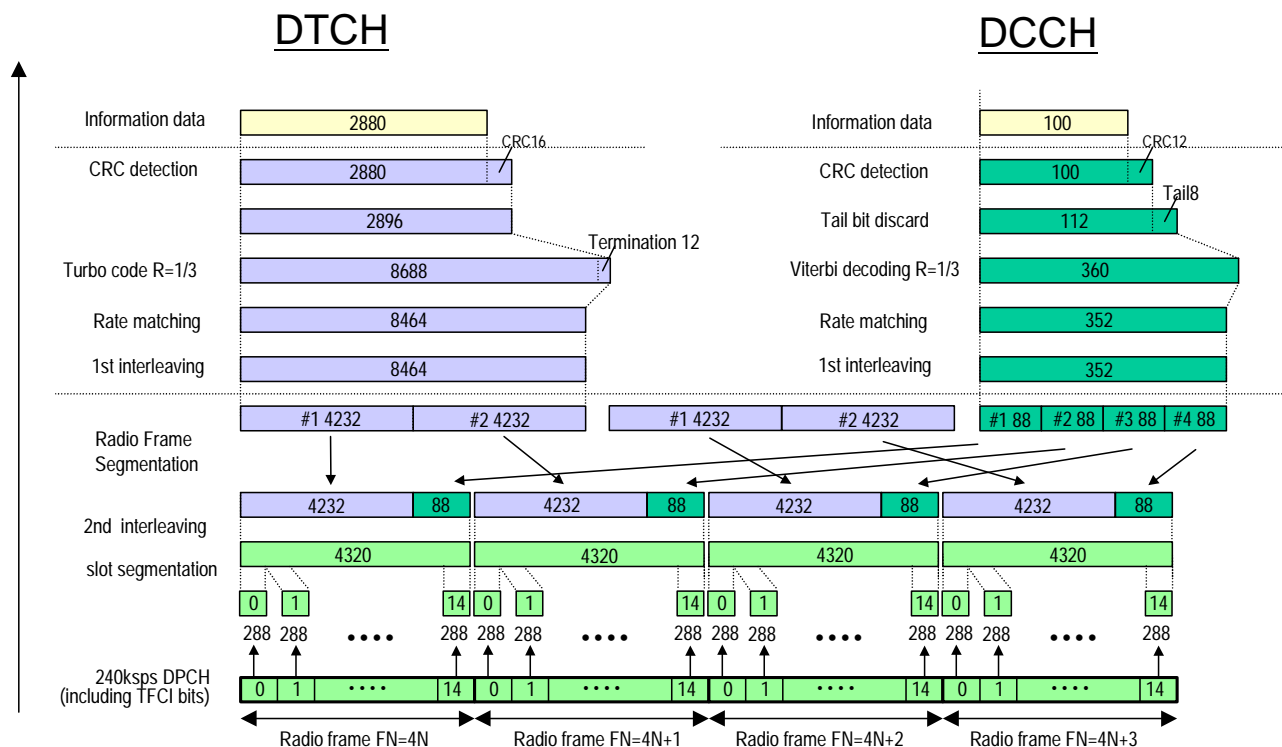 DTCH DCCH
Information data 2880 Information data 100
CRC16 CRC12
CRC detection 2880 CRC detection 100
Tail8
2896 Tail bit discard 112
Termination 12
Turbo code R=1/3 8688 Viterbi decoding R=1/3 360
Rate matching 8464 Rate matching 352
1st interleaving 8464 1st interleaving 352
#1 4232 #2 4232 #1 4232 #2 4232 #1 88 #2 88 #3 88 #4 88
Radio Frame
Segmentation
4232 88 4232 88 4232 88 4232 88
2nd interleaving
4320 4320 4320 4320
slot segmentation
0 1 14 0 1 14 0 1 14 0 1 14
288 288 •••• 288 288 288 •••• 288 288 288 •••• 288 288 288 •••• 288
240ksps DPCH
(including TFCI bits)
0 1 •••• 14 0 1 •••• 14 0 1 •••• 14 0 1 •••• 14
Radio frame FN=4N Radio frame FN=4N+1 Radio frame FN=4N+2 Radio frame FN=4N+3